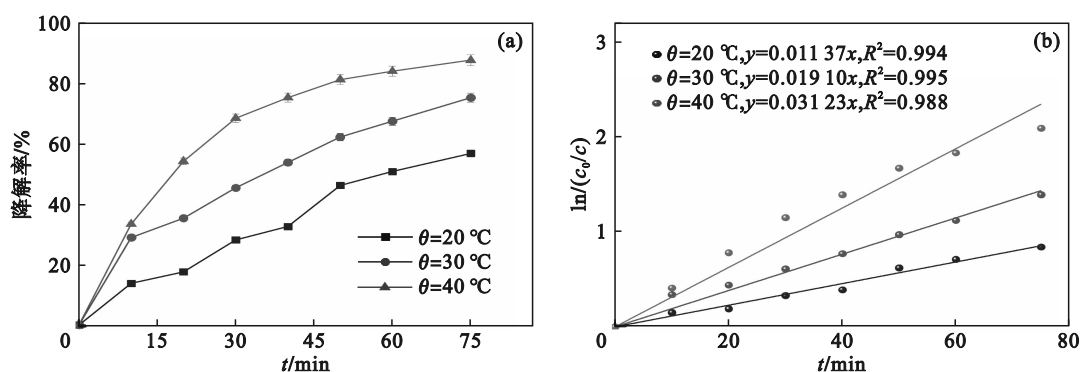 100
80
60
40
20
0
15
30
45
60
75
降解率/%
t/min
(a)
θ=20 ℃
θ=30 ℃
θ=40 ℃
3
2
1
0
20
40
60
80
ln/(c₀/c)
t/min
(b)
θ=20 ℃,y=0.011 37x,R²=0.994
θ=30 ℃,y=0.019 10x,R²=0.995
θ=40 ℃,y=0.031 23x,R²=0.988